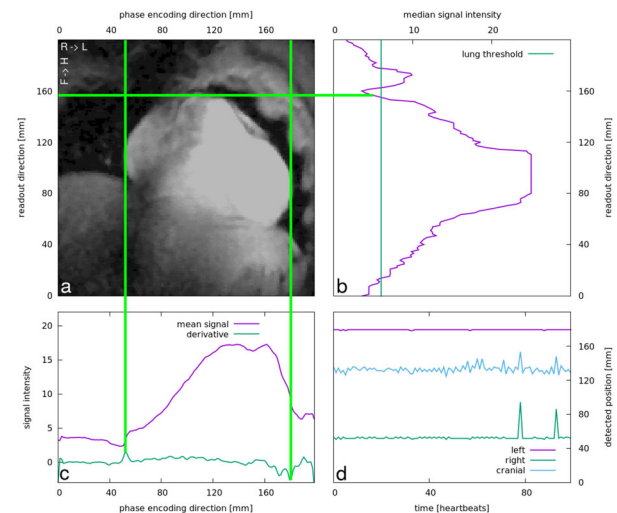 phase encoding direction [mm]
0 40 80 120 160
median signal intensity
0 10 20
R -> L
F -> H
lung threshold
readout direction [mm]
160
120
80
40
0
a
160
120
80
40
0
readout direction [mm]
b
20
15
10
5
0
signal intensity
mean signal
derivative
c
0 40 80 120 160
phase encoding direction [mm]
160
120
80
40
0
detected position [mm]
left
right
cranial
d
0 40 80
time [heartbeats]